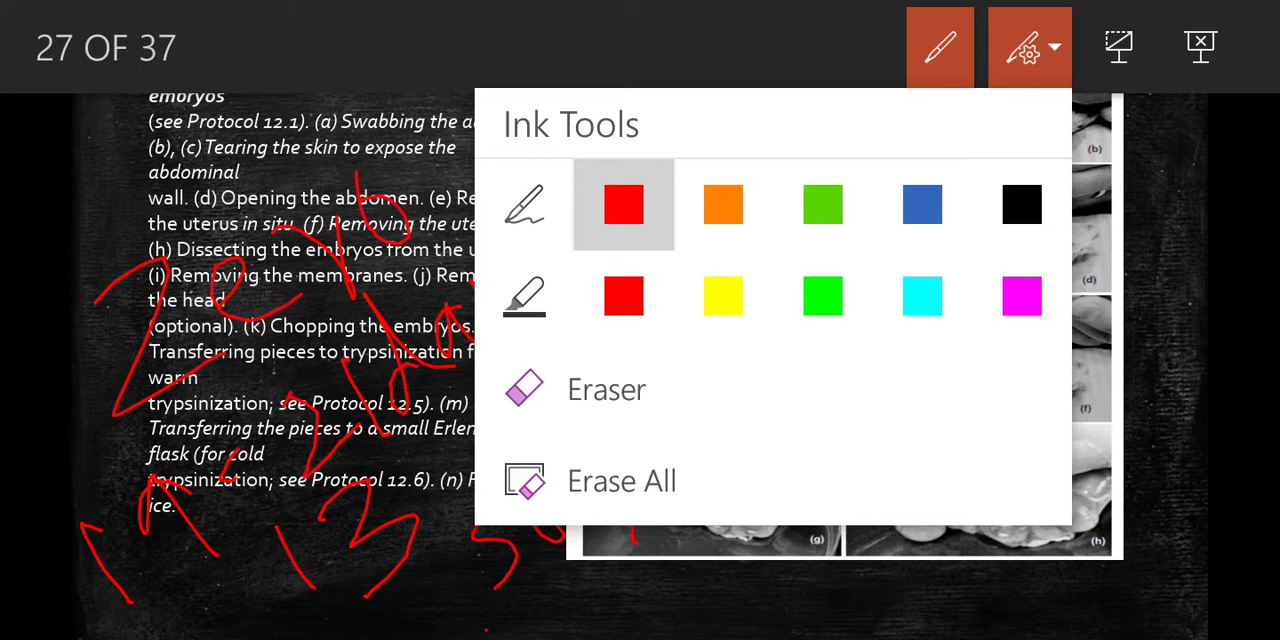 27 OF 37
embryos
(see Protocol 12.1). (a) Swabbing the a
(b), (c) Tearing the skin to expose the
abdominal
wall. (d) Opening the abdomen. (e) Re
the uterus in situ. (f) Removing the ute
(h) Dissecting the embryos from the u
(i) Removing the membranes. (j) Rem
the head
(optional). (k) Chopping the embryos.
Transferring pieces to trypsinization f
warm
trypsinization; see Protocol 12.5). (m)
Transferring the pieces to a small Erlen
flask (for cold
trypsinization; see Protocol 12.6). (n)
ice.
Ink Tools
Eraser
Erase All
(b)
(d)
(f)
(g)
(h)
13